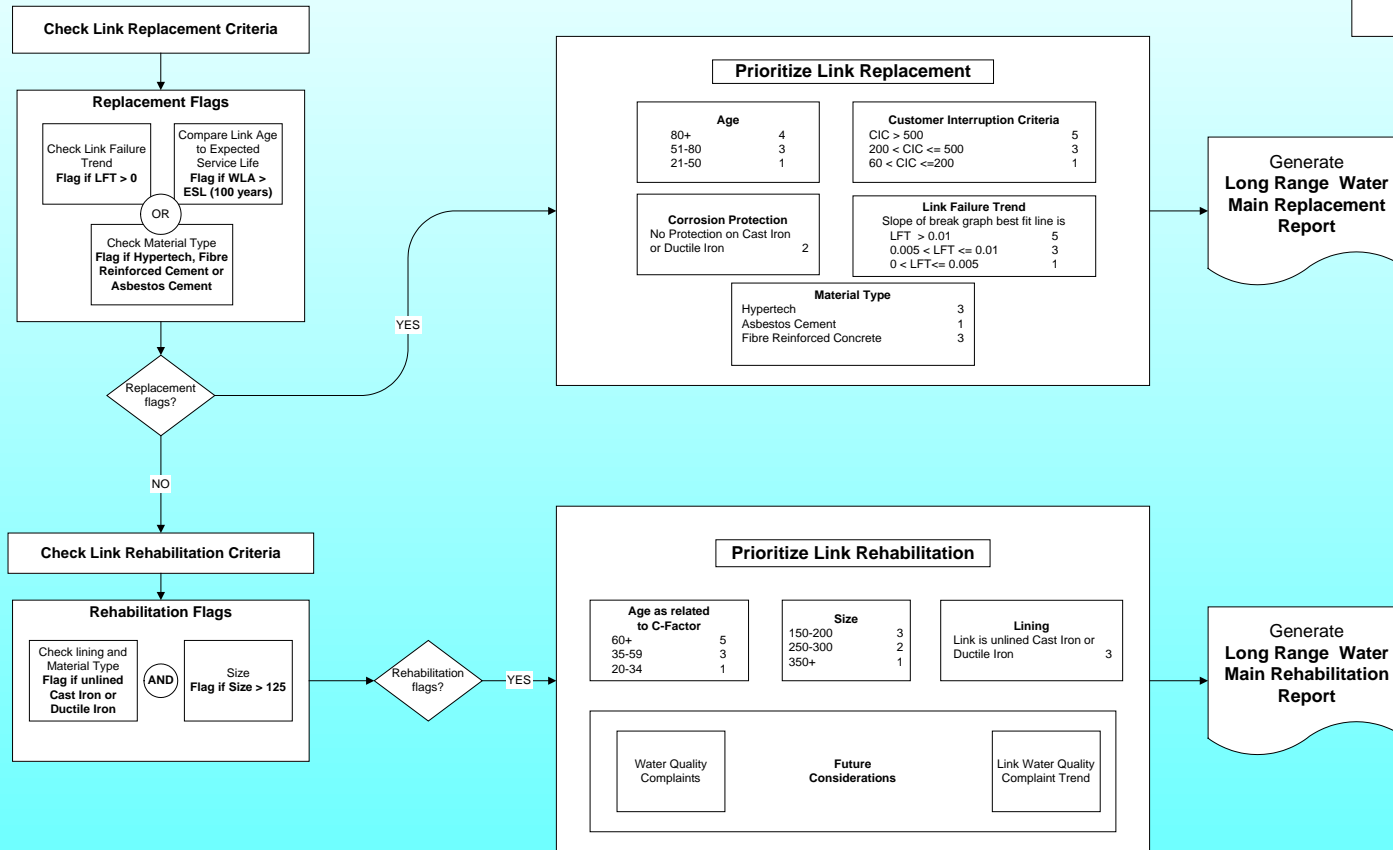 Check Link Replacement Criteria
Replacement Flags
Check Link Failure
Trend
Flag if LFT > 0
Compare Link Age
to Expected
Service Life
Flag if WLA >
ESL (100 years)
OR
Check Material Type
Flag if Hypertech, Fibre
Reinforced Cement or
Asbestos Cement
Replacement
flags?
YES
NO
Prioritize Link Replacement
Age
80+ 4
51-80 3
21-50 1
Customer Interruption Criteria
CIC > 500 5
200 < CIC <= 500 3
60 < CIC <=200 1
Corrosion Protection
No Protection on Cast Iron
or Ductile Iron 2
Link Failure Trend
Slope of break graph best fit line is
LFT > 0.01 5
0.005 < LFT <= 0.01 3
0 < LFT<= 0.005 1
Material Type
Hypertech 3
Asbestos Cement 1
Fibre Reinforced Concrete 3
Generate
Long Range Water
Main Replacement
Report
Check Link Rehabilitation Criteria
Rehabilitation Flags
Check lining and
Material Type
Flag if unlined
Cast Iron or
Ductile Iron
AND
Size
Flag if Size > 125
Rehabilitation
flags?
YES
Prioritize Link Rehabilitation
Age as related
to C-Factor
60+ 5
35-59 3
20-34 1
Size
150-200 3
250-300 2
350+ 1
Lining
Link is unlined Cast Iron or
Ductile Iron 3
Water Quality
Complaints
Future
Considerations
Link Water Quality
Complaint Trend
Generate
Long Range Water
Main Rehabilitation
Report